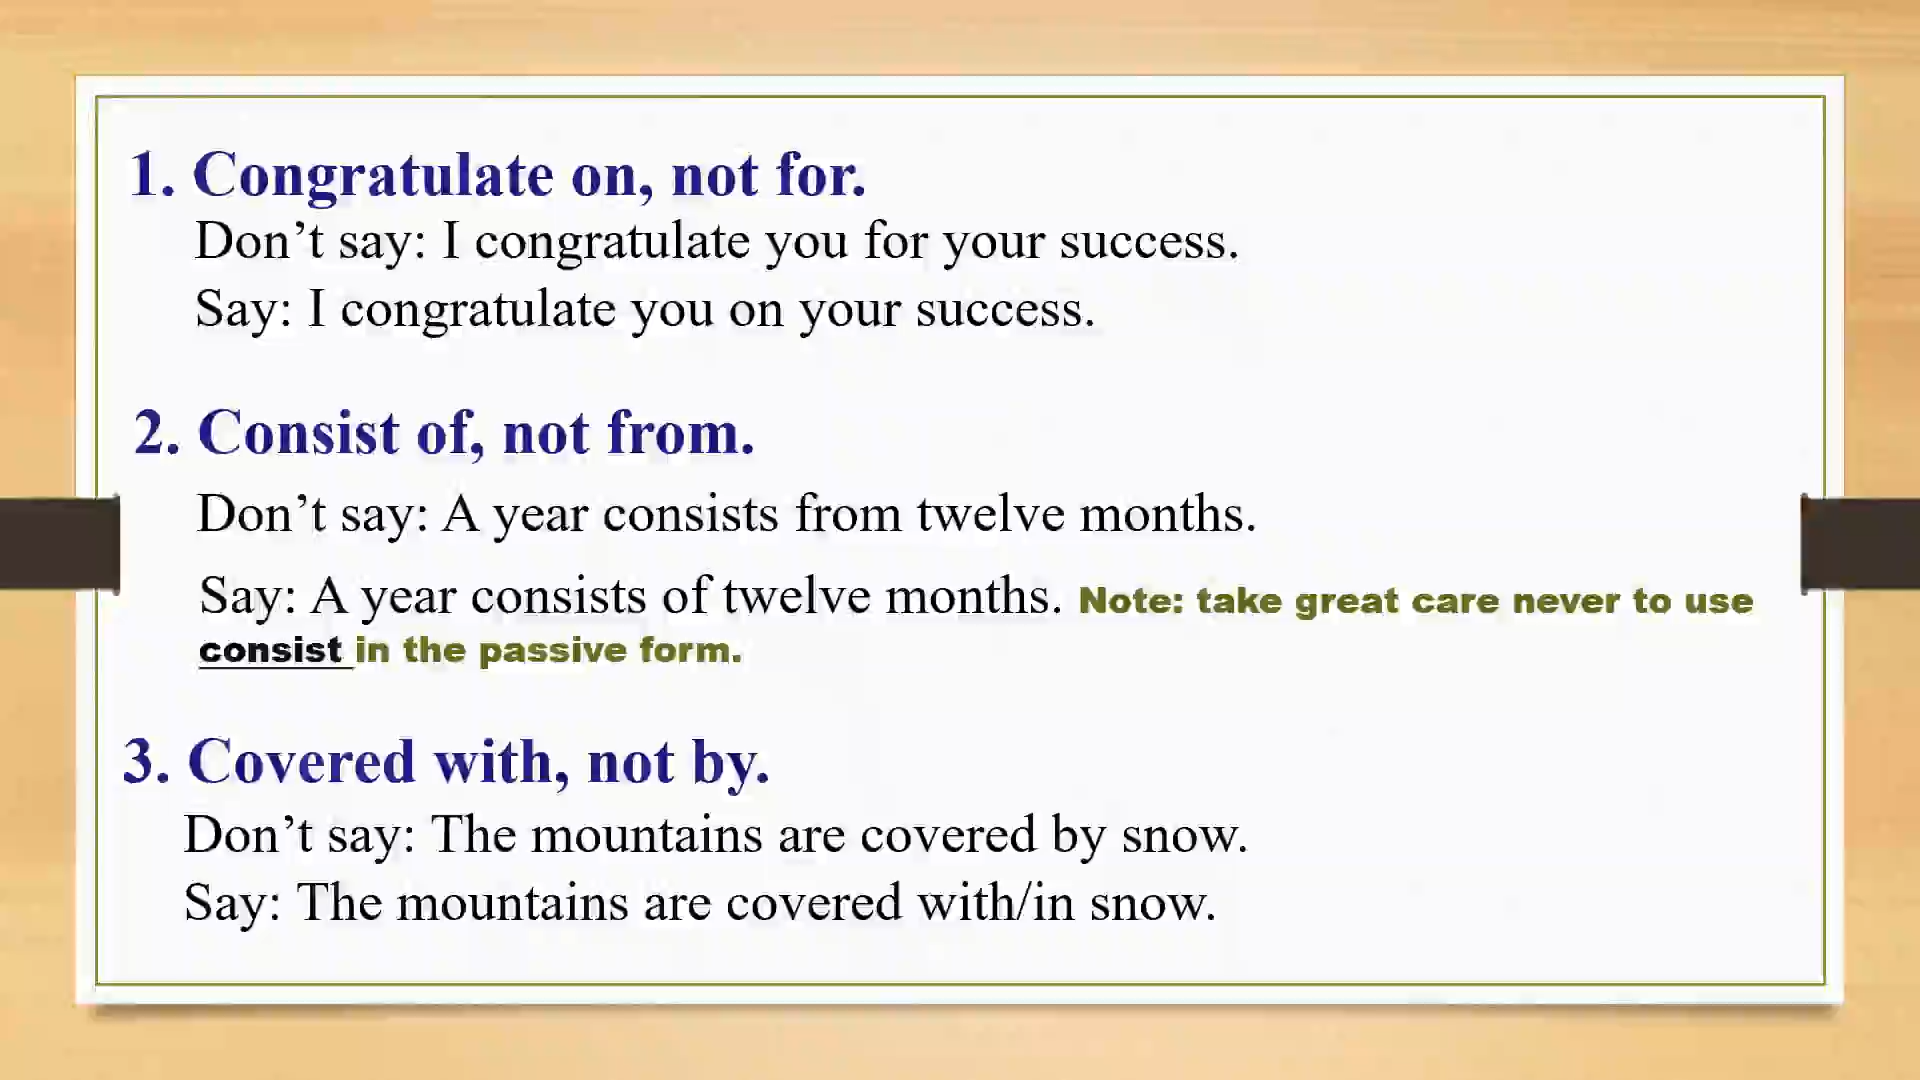 1. Congratulate on, not for.
Don’t say: I congratulate you for your success.
Say: I congratulate you on your success.
2. Consist of, not from.
Don’t say: A year consists from twelve months.
Say: A year consists of twelve months. Note: take great care never to use
consist in the passive form.
3. Covered with, not by.
Don’t say: The mountains are covered by snow.
Say: The mountains are covered with/in snow.